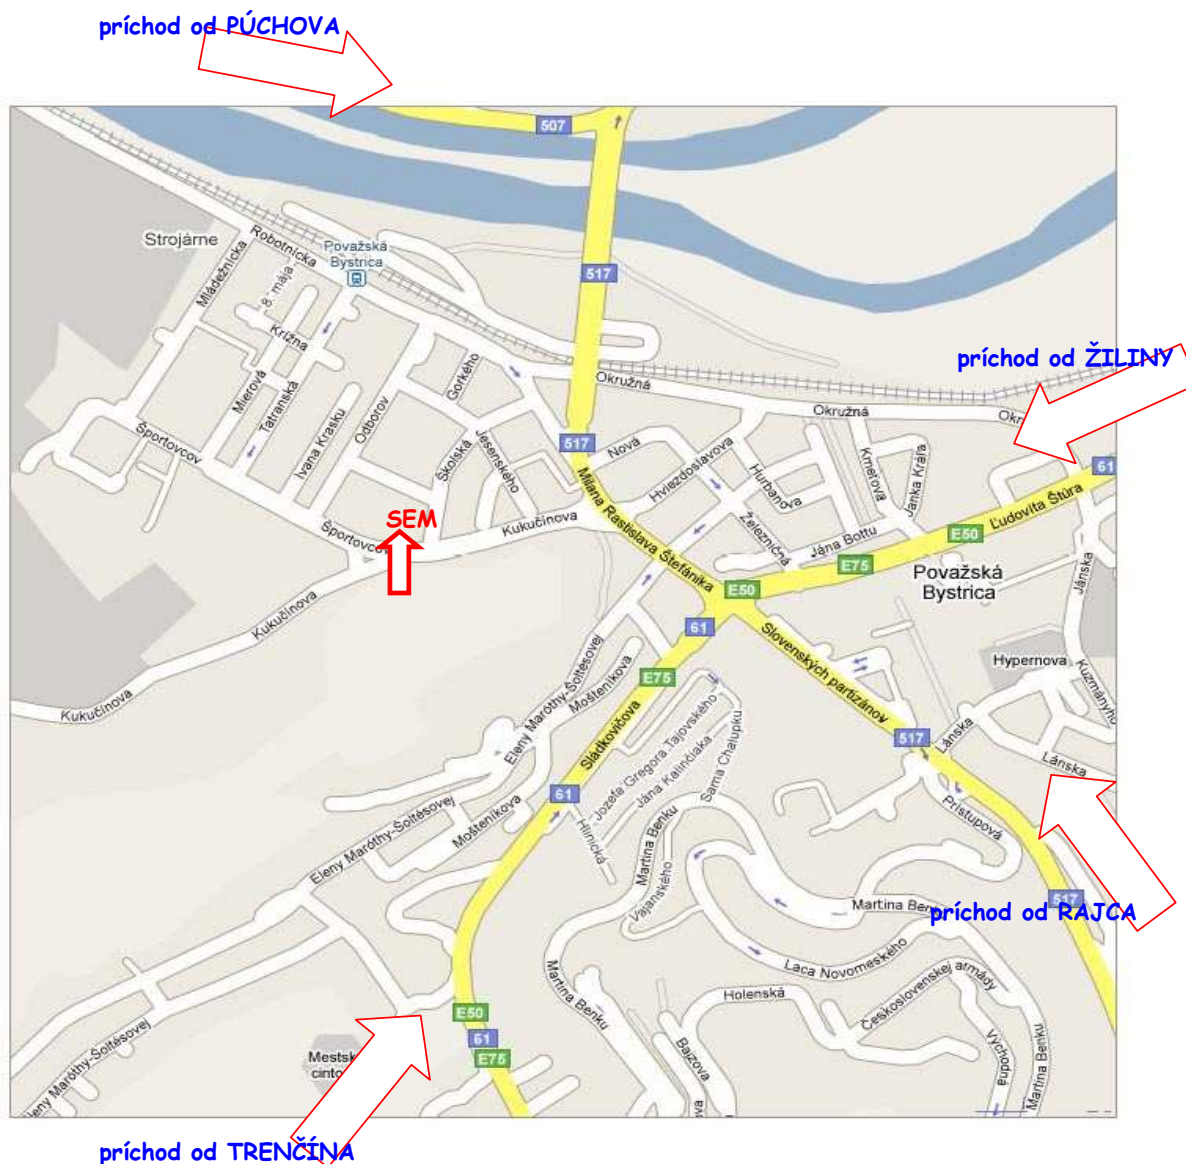 príchod od PÚCHOVA
507
Strojárne
Robotnícka
Považská
Bystrica
Mládežnícka
8. mája
517
Krížna
Gorkého
Okružná
príchod od ŽILINY
Okružná
Mierová
Tatranská
Ivana Krasku
Odborov
Športovcov
Školská
Jesenského
517
Nová
Hviezdoslavova
Hurbanova
Kmeťova
Janka Kráľa
61
Milana Rastislava Štefánika
Ľudovíta Štúra
SEM
Kukučínova
Železničná
Jána Bottu
E50
Športovcov
E75
Považská
Bystrica
Jánska
E50
Kukučínova
61
Slovenských partizánov
Hypernova
Kuzmányho
Kukučínova
Eleny Maróthy-Šoltésovej
Mošteníkova
E75
Sládkovičova
Jozefa Gregora Tajovského
Jána Kalinčiaka
Sama Chalupku
517
Lánska
Lánska
61
Hlinická
Prístupová
Eleny Maróthy-Šoltésovej
Mošteníkova
Martina Benku
Vajanského
Martina Benku
517
príchod od RAJCA
Laca Novomeského
Martina Benku
Holenská
Československej armády
E50
61
E75
Bajzova
Východná
Martina Benku
Eleny Maróthy-Šoltésovej
príchod od TRENČÍNA